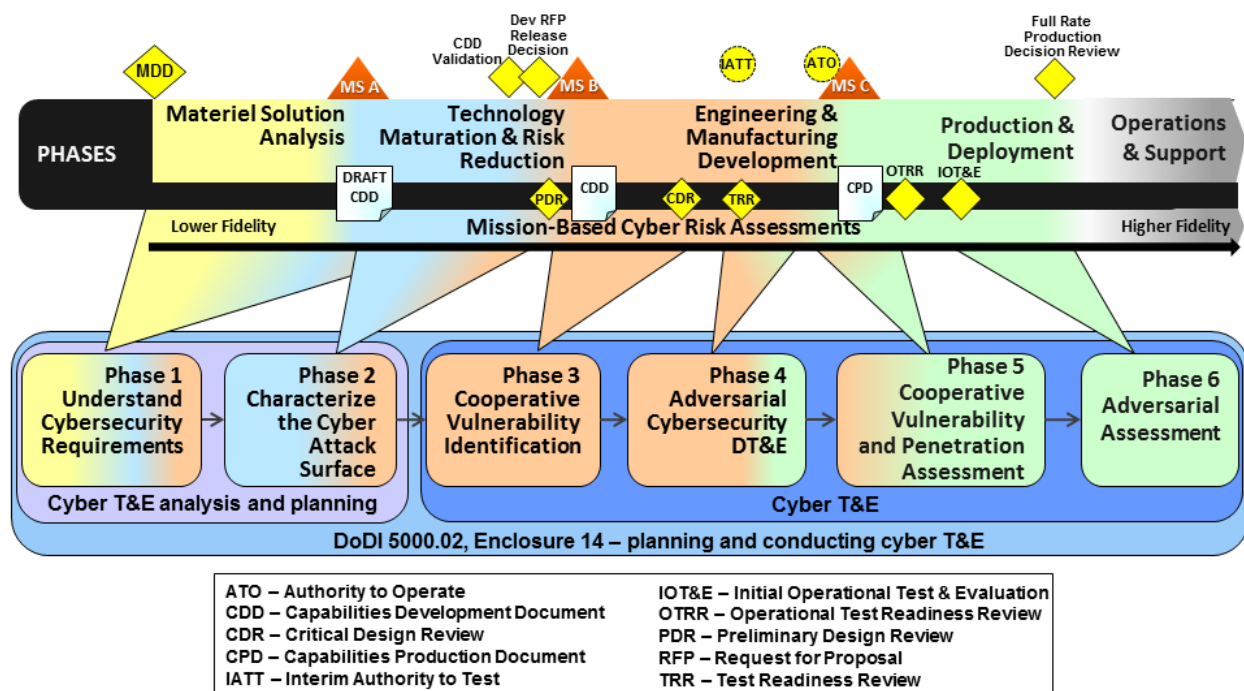 MDD
MS A
CDD
Validation
Dev RFP
Release
Decision
MS B
IATT
ATO
MS C
Full Rate
Production
Decision Review
PHASES
Materiel Solution
Analysis
Technology
Maturation & Risk
Reduction
Engineering &
Manufacturing
Development
Production &
Deployment
Operations
& Support
DRAFT
CDD
PDR
CDD
CDR
TRR
CPD
OTRR
IOT&E
Lower Fidelity
Mission-Based Cyber Risk Assessments
Higher Fidelity
Phase 1
Understand
Cybersecurity
Requirements
Phase 2
Characterize
the Cyber
Attack
Surface
Phase 3
Cooperative
Vulnerability
Identification
Phase 4
Adversarial
Cybersecurity
DT&E
Phase 5
Cooperative
Vulnerability
and Penetration
Assessment
Phase 6
Adversarial
Assessment
Cyber T&E analysis and planning
Cyber T&E
DoDI 5000.02, Enclosure 14 – planning and conducting cyber T&E
ATO – Authority to Operate
CDD – Capabilities Development Document
CDR – Critical Design Review
CPD – Capabilities Production Document
IATT – Interim Authority to Test
IOT&E – Initial Operational Test & Evaluation
OTRR – Operational Test Readiness Review
PDR – Preliminary Design Review
RFP – Request for Proposal
TRR – Test Readiness Review